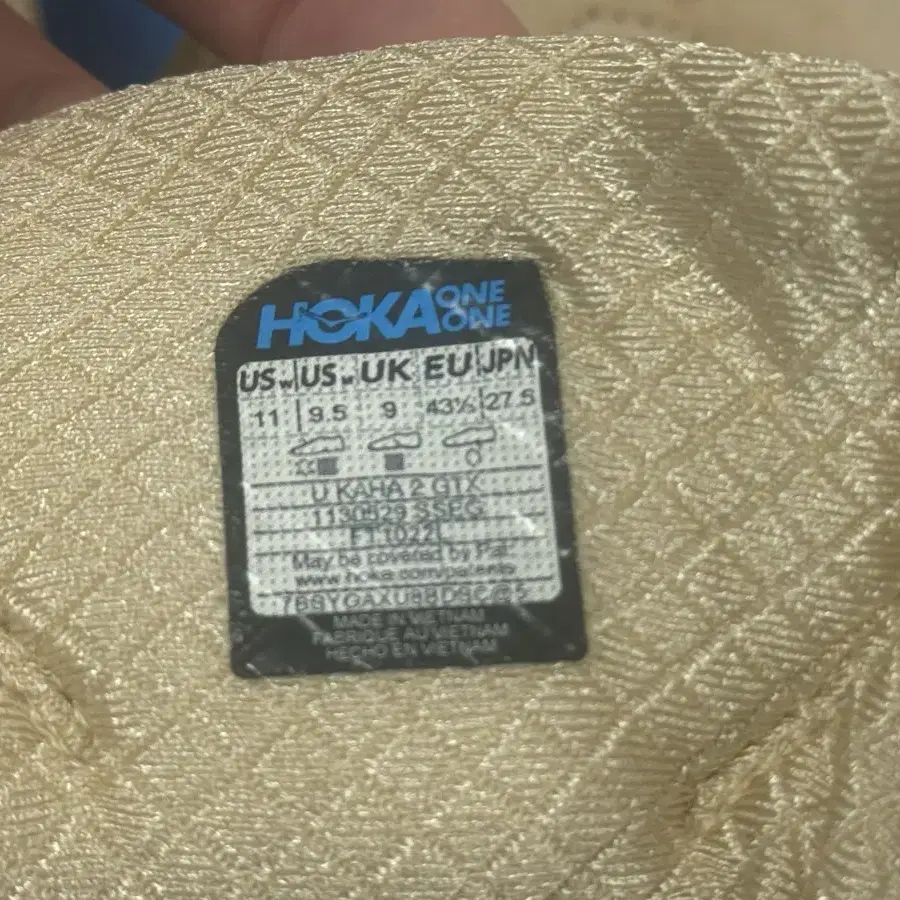 HOKA ONE ONE
US W US M UK EU JPN
11 9.5 9 43⅓ 27.5
U KAHA 2 GTX
1130529 SSEG
FT1022
May be covered by Pat.
www.hoka.com/patents
MADE IN VIETNAM
FABRIQUE AU VIETNAM
HECHO EN VIETNAM